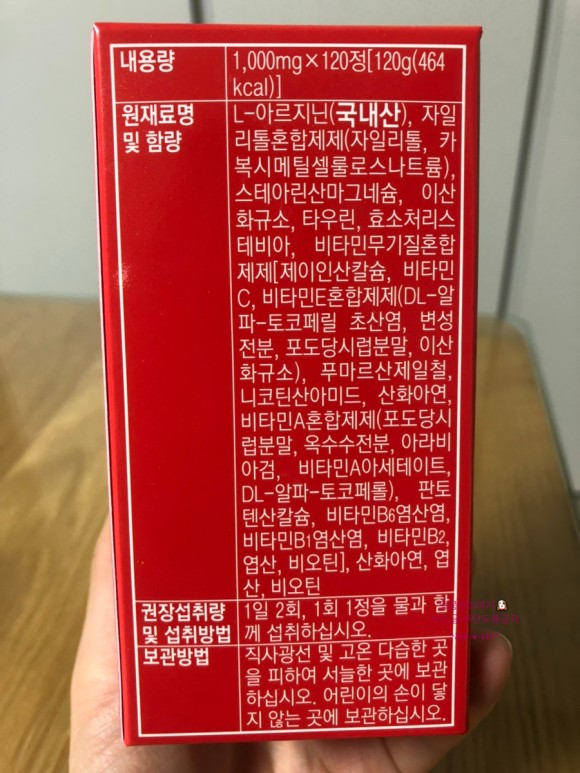 내용량
1,000mg×120정[120g(464
kcal)]
원재료명
및 함량
L-아르지닌(국내산), 자일
리톨혼합제제(자일리톨, 카
복시메틸셀룰로스나트륨),
스테아린산마그네슘, 이산
화규소, 타우린, 효소처리스
테비아, 비타민무기질혼합
제제[제이인산칼슘, 비타민
C, 비타민E혼합제제(DL-알
파-토코페릴 초산염, 변성
전분, 포도당시럽분말, 이산
화규소), 푸마르산제일철,
니코틴산아미드, 산화아연,
비타민A혼합제제(포도당시
럽분말, 옥수수전분, 아라비
아검, 비타민A아세테이트,
DL-알파-토코페롤), 판토
텐산칼슘, 비타민B6염산염,
비타민B1염산염, 비타민B2,
엽산, 비오틴], 산화아연, 엽
산, 비오틴
권장섭취량
및 섭취방법
1일 2회, 1회 1정을 물과 함
께 섭취하십시오.
보관방법
직사광선 및 고온 다습한 곳
을 피하여 서늘한 곳에 보관
하십시오. 어린이의 손이 닿
지 않는 곳에 보관하십시오.